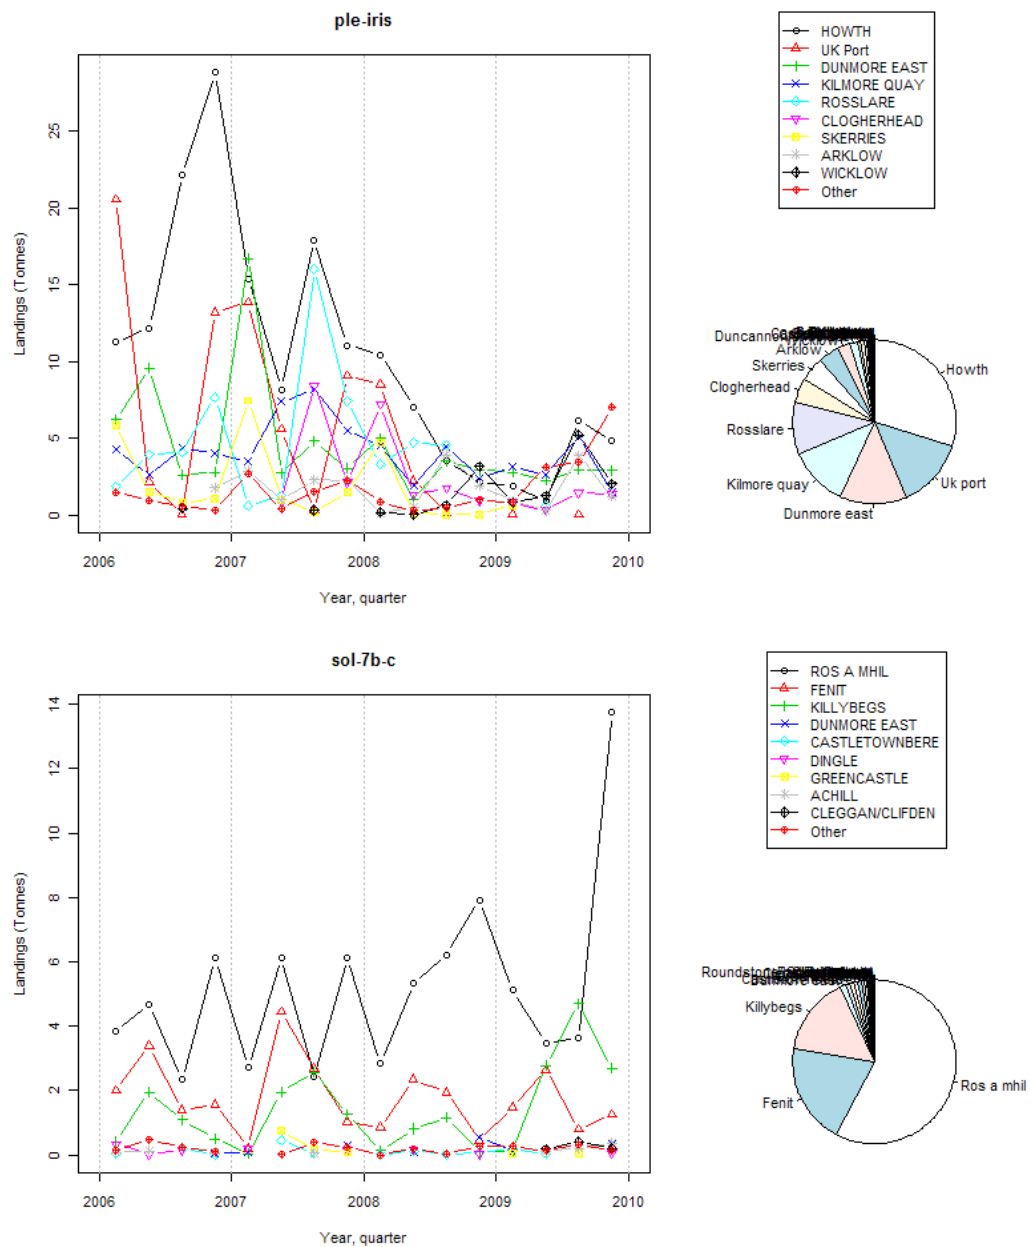 ple-iris
HOWTH
UK Port
DUNMORE EAST
KILMORE QUAY
ROSSLARE
CLOGHERHEAD
SKERRIES
ARKLOW
WICKLOW
Other
Landings (Tonnes)
25
20
15
10
5
0
2006 2007 2008 2009 2010
Year, quarter
Duncannon
Wicklow
Arklow
Skerries
Clogherhead
Rosslare
Kilmore quay
Dunmore east
Uk port
Howth
sol-7b-c
ROS A MHIL
FENIT
KILLYBEGS
DUNMORE EAST
CASTLETOWNBERE
DINGLE
GREENCASTLE
ACHILL
CLEGGAN/CLIFDEN
Other
Landings (Tonnes)
14
12
10
8
6
4
2
0
2006 2007 2008 2009 2010
Year, quarter
Dunmore east
Killybegs
Fenit
Ros a mhil